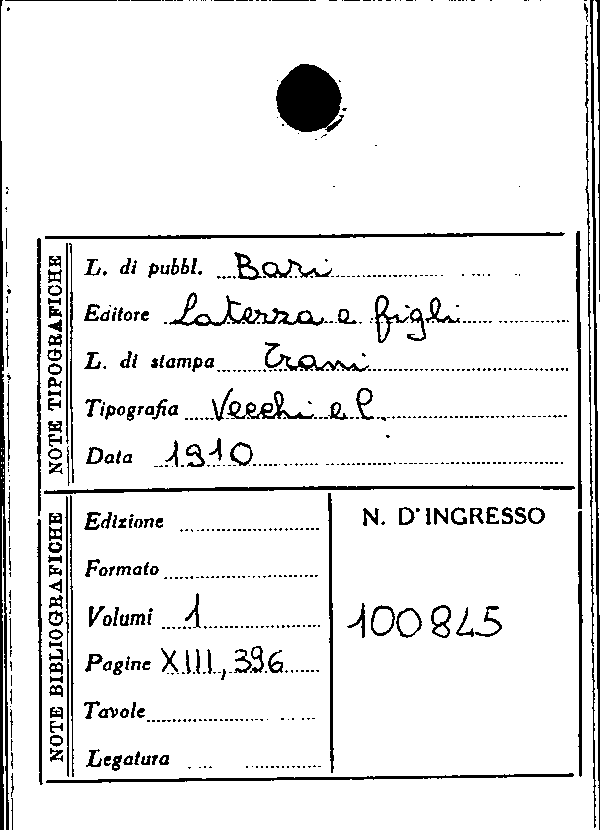 NOTE TIPOGRAFICHE
L. di pubbl. Bari
Editore Laterza e figli
L. di stampa Trani
Tipografia Vecchi e C.
Data 1910
NOTE BIBLIOGRAFICHE
Edizione
Formato
Volumi 1
Pagine XIII, 396
Tavole
Legatura
N. D'INGRESSO
100845